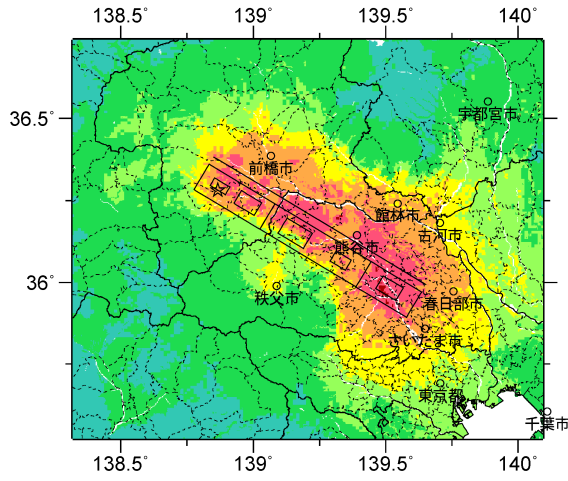 138.5° 139° 139.5° 140°
36.5°
宇都宮市
前橋市
館林市
古河市
熊谷市
36°
秩父市
春日部市
さいたま市
東京都
千葉市
138.5° 139° 139.5° 140°